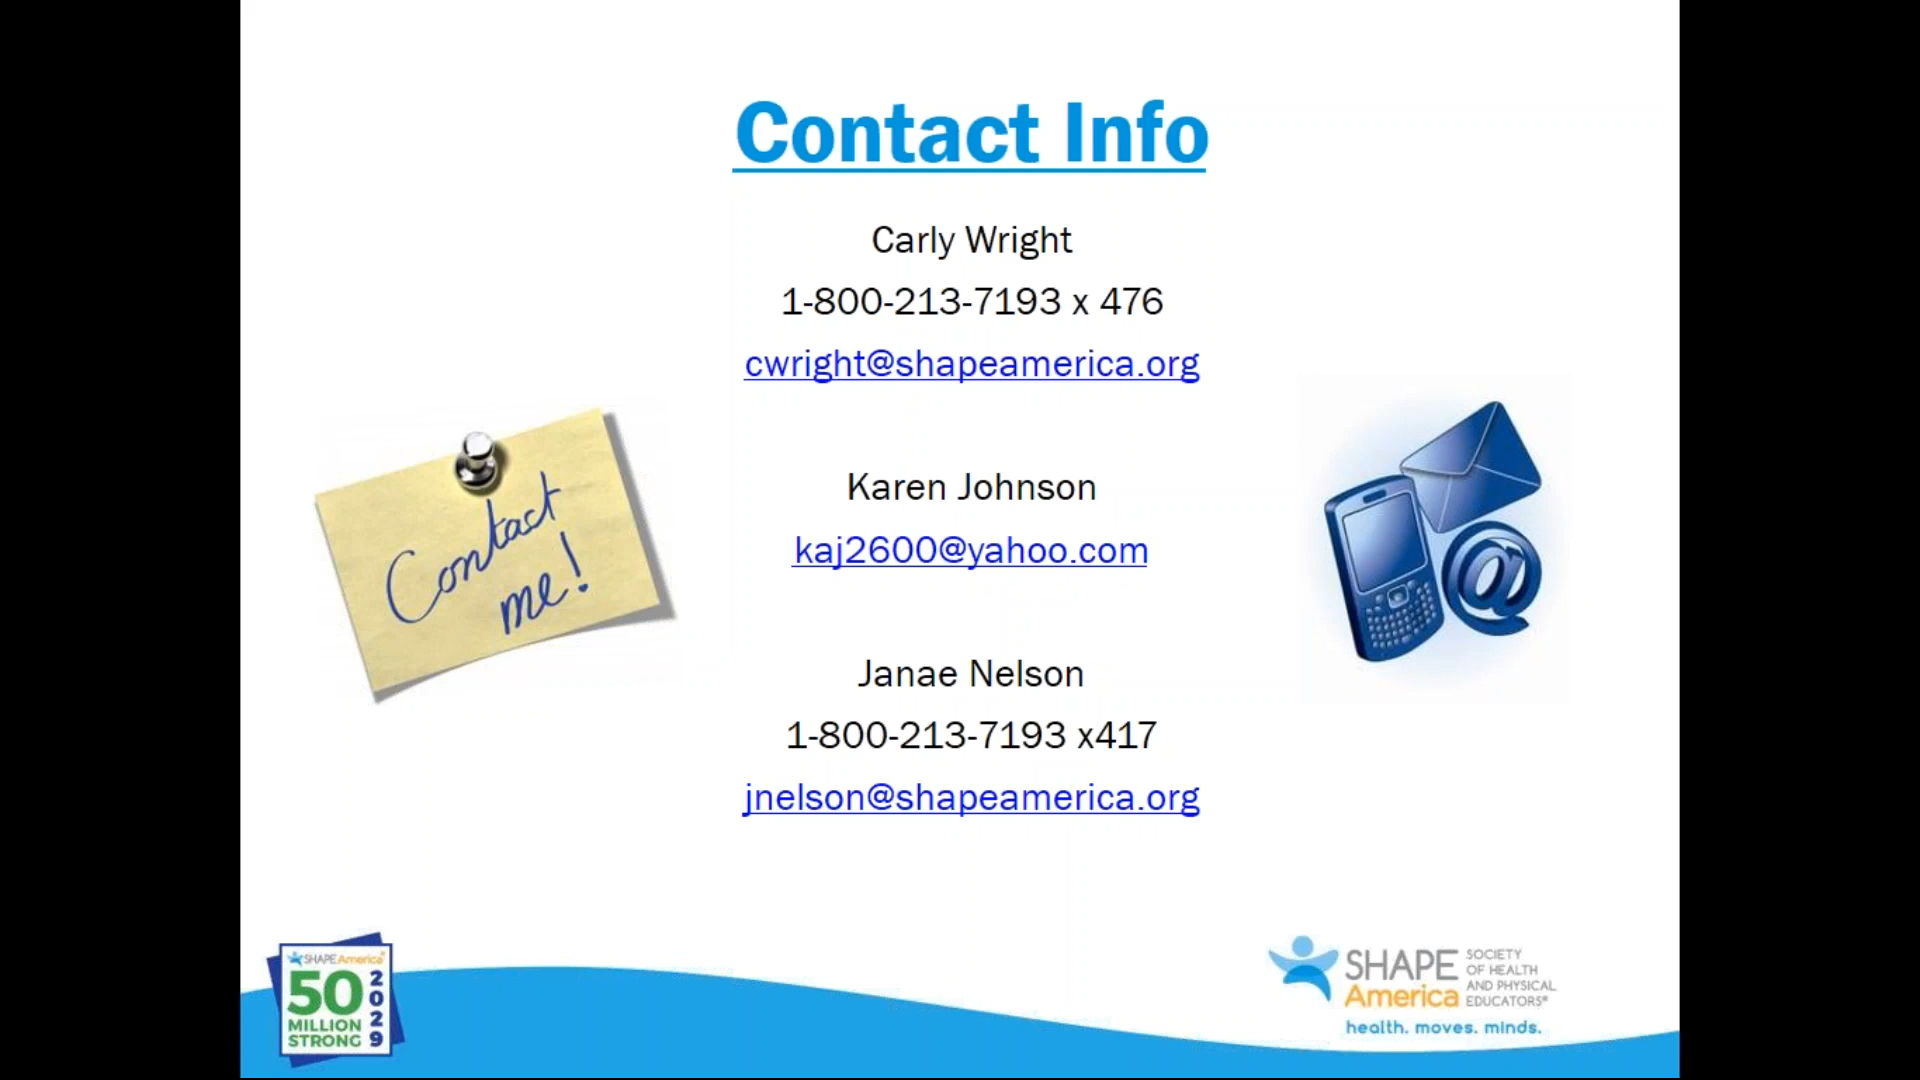 Contact Info
Carly Wright
1-800-213-7193 x 476
cwright@shapeamerica.org
Contact
me!
Karen Johnson
kaj2600@yahoo.com
@
Janae Nelson
1-800-213-7193 x417
jnelson@shapeamerica.org
SHAPE America
50
MILLION
STRONG
2029
SHAPE
America
SOCIETY
OF HEALTH
AND PHYSICAL
EDUCATORS®
health. moves. minds.